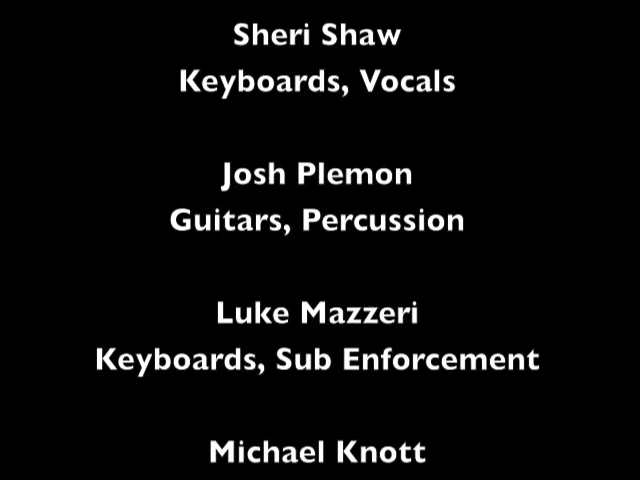 Sheri Shaw
Keyboards, Vocals
Josh Plemon
Guitars, Percussion
Luke Mazzeri
Keyboards, Sub Enforcement
Michael Knott